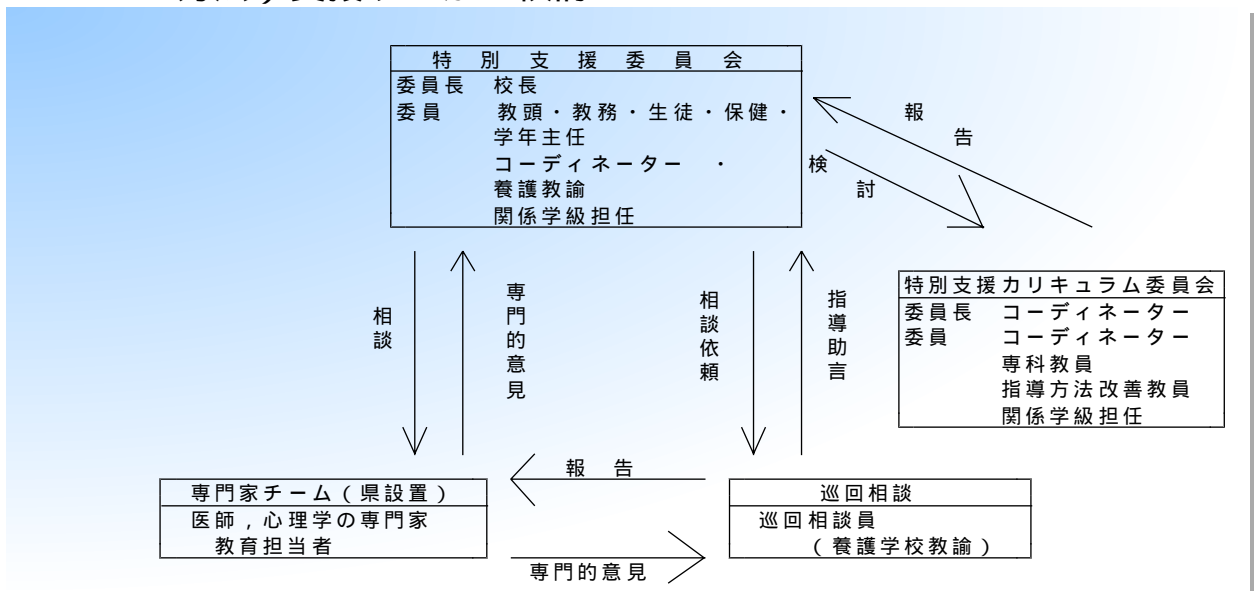 特別支援委員会
委員長 校長
委員 教頭・教務・生徒・保健・
学年主任
コーディネーター ・
養護教諭
関係学級担任
報告
検討
相談
専門的意見
相談依頼
指導助言
特別支援カリキュラム委員会
委員長 コーディネーター
委員 コーディネーター
専科教員
指導方法改善教員
関係学級担任
報告
専門家チーム(県設置)
医師,心理学の専門家
教育担当者
巡回相談
巡回相談員
(養護学校教諭)
専門的意見